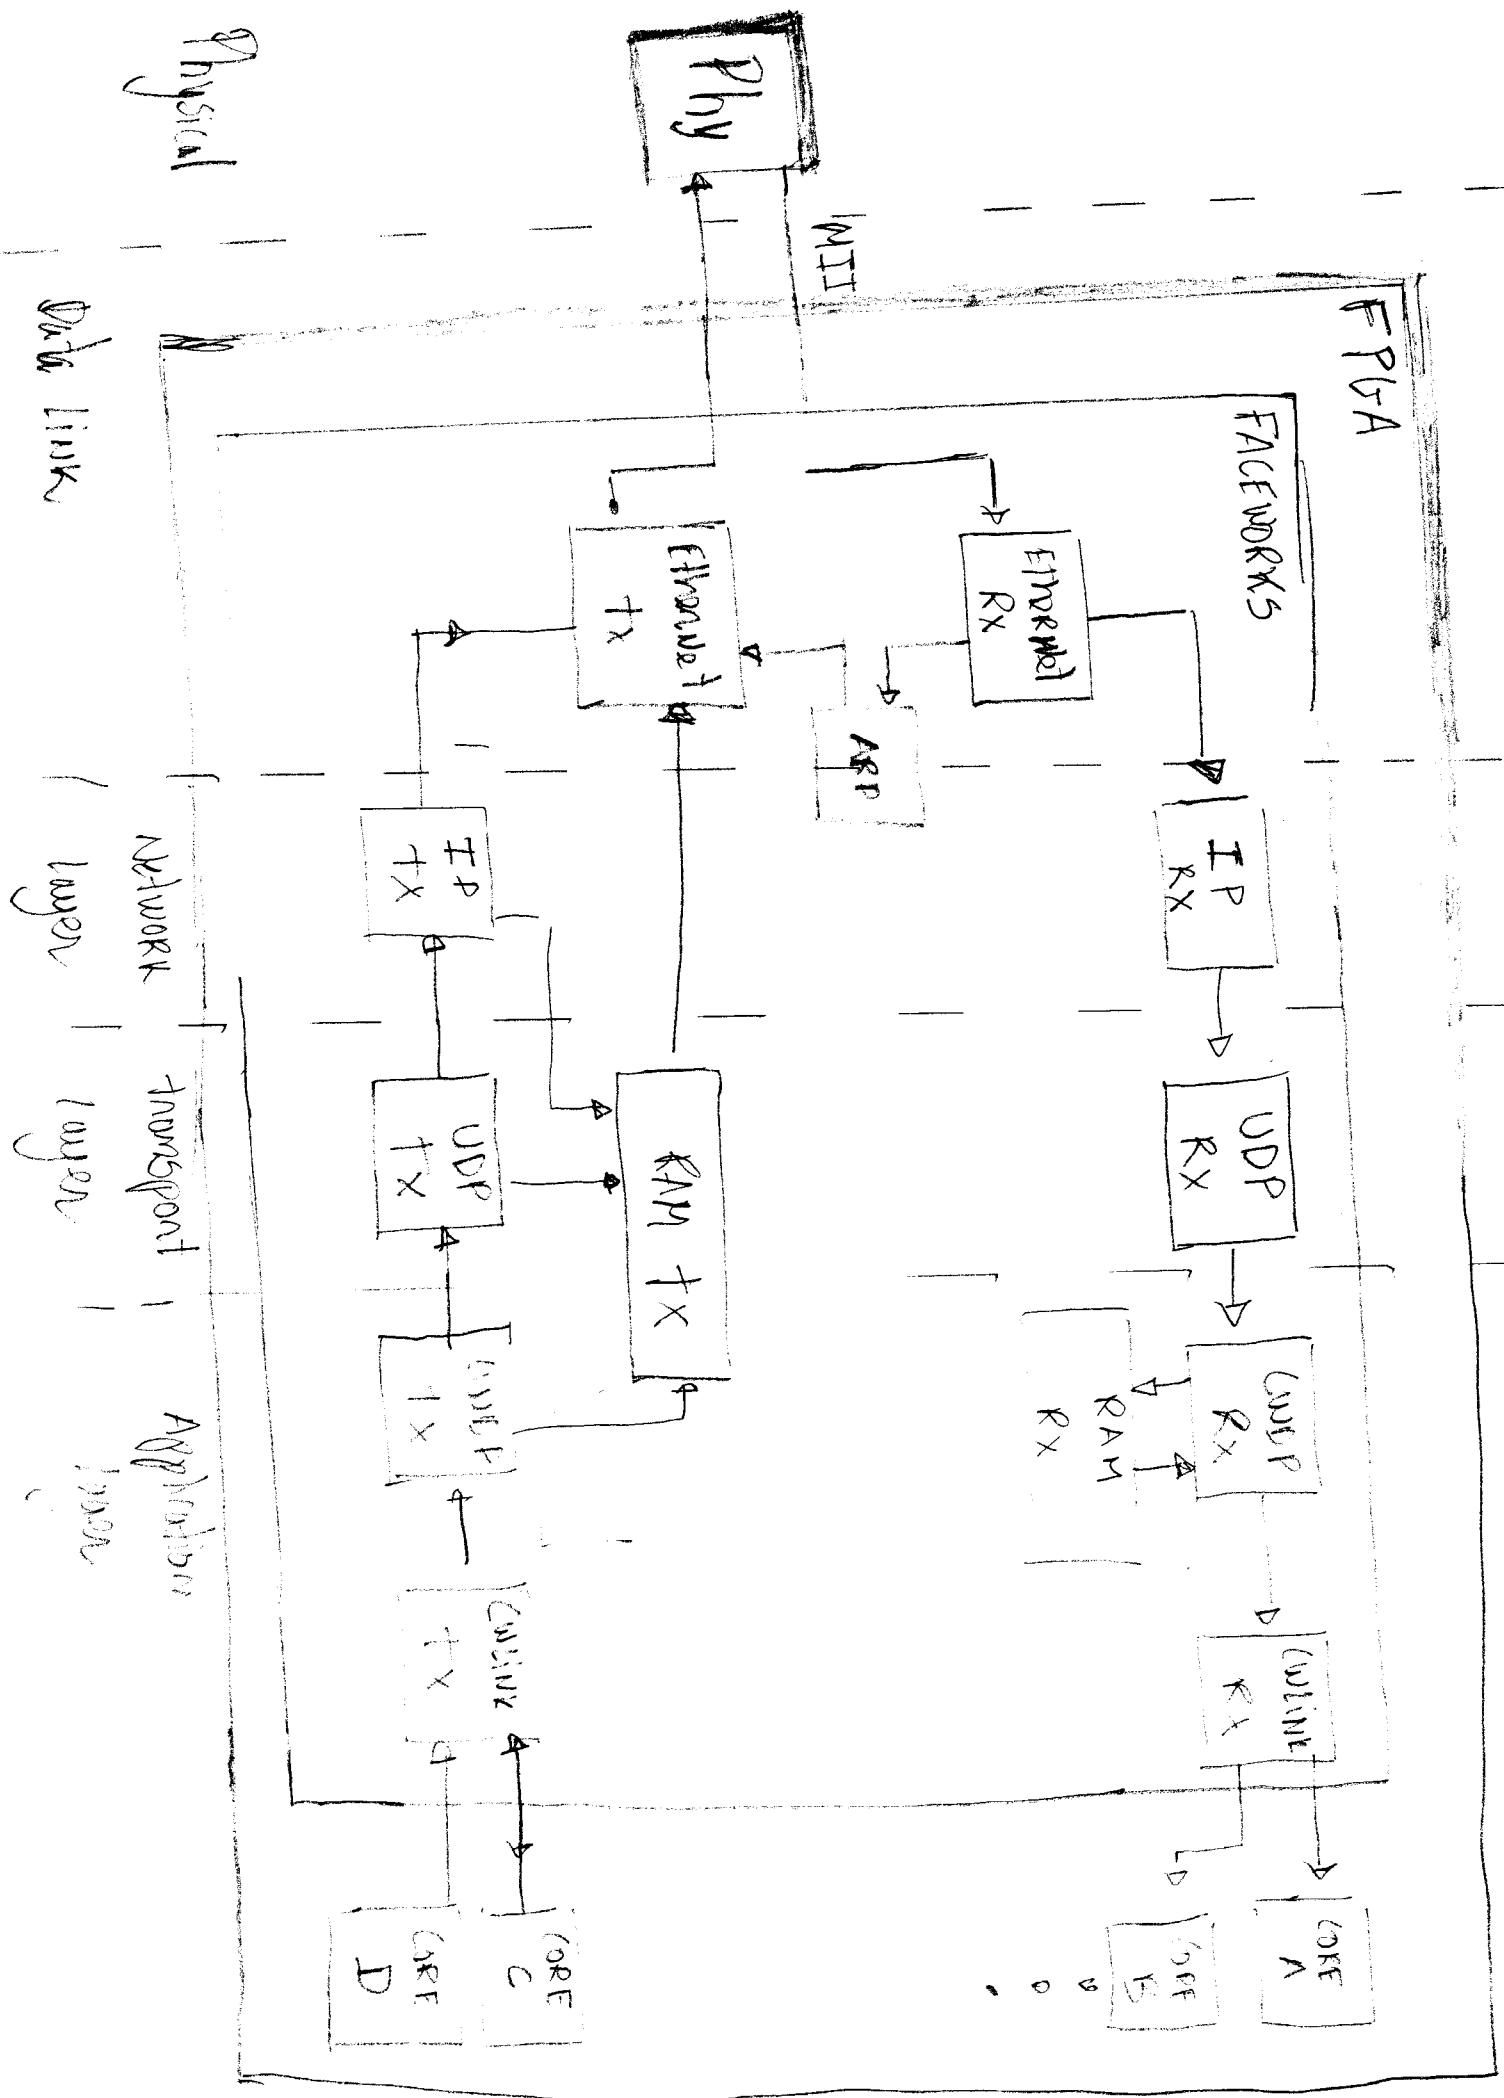 FPGA
FACEWORKS
Phy
MII
Ethernet
Rx
IP
RX
UDP
RX
Rx
RAM
Rx
CWLINK
RX
CORE
A
CORE
B
ARP
Ethernet
tx
RAM tx
IP
TX
UDP
TX
TX
CWLINK
TX
CORE
C
CORE
D
Physical
Data link
Network
Layer
transport
Layer
Application
layer